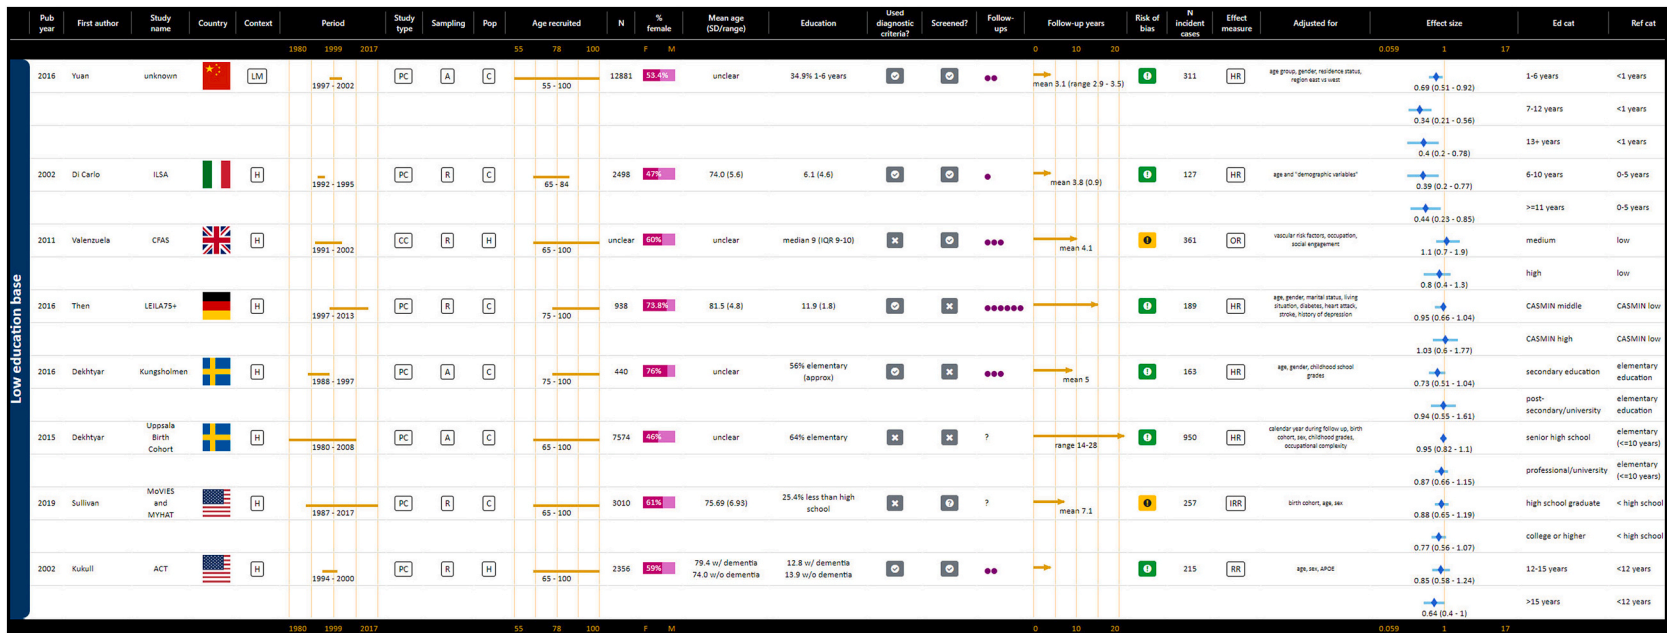 Pub year First author Study name Country Context Period Study type Sampling Pop Age recruited N % female Mean age (SD/range) Education Used diagnostic criteria? Screened? Follow-ups Follow-up years Risk of bias N incident cases Effect measure Adjusted for Effect size Ed cat Ref cat
1980 1999 2017 55 78 100 F M 0 10 20 0.059 1 17
Low education base
2016 Yuan unknown LM 1997 - 2002 PC A C 55 - 100 12881 53.4% unclear 34.9% 1-6 years mean 3.1 (range 2.9 - 3.5) 311 HR age group, gender, residence status, region east vs west 0.69 (0.51 - 0.92) 1-6 years <1 years
0.34 (0.21 - 0.56) 7-12 years <1 years
0.4 (0.2 - 0.78) 13+ years <1 years
2002 Di Carlo ILSA H 1992 - 1995 PC R C 65 - 84 2498 47% 74.0 (5.6) 6.1 (4.6) mean 3.8 (0.9) 127 HR age and "demographic variables" 0.39 (0.2 - 0.77) 6-10 years 0-5 years
0.44 (0.23 - 0.85) >=11 years 0-5 years
2011 Valenzuela CFAS H 1991 - 2002 CC R H 65 - 100 unclear 60% unclear median 9 (IQR 9-10) mean 4.1 361 OR vascular risk factors, occupation, social engagement 1.1 (0.7 - 1.9) medium low
0.8 (0.4 - 1.3) high low
2016 Then LEILA75+ H 1997 - 2013 PC R C 75 - 100 938 73.8% 81.5 (4.8) 11.9 (1.8) 189 HR age, gender, marital status, living situation, diabetes, heart attack, stroke, history of depression 0.95 (0.66 - 1.04) CASMIN middle CASMIN low
1.03 (0.6 - 1.77) CASMIN high CASMIN low
2016 Dekhtyar Kungsholmen H 1988 - 1997 PC A C 75 - 100 440 76% unclear 56% elementary (approx) mean 5 163 HR age, gender, childhood school grades 0.73 (0.51 - 1.04) secondary education elementary education
0.94 (0.55 - 1.61) post-secondary/university elementary education
2015 Dekhtyar Uppsala Birth Cohort H 1980 - 2008 PC A C 65 - 100 7574 46% unclear 64% elementary ? range 14-28 950 HR calendar year during follow up, birth cohort, sex, childhood grades, occupational complexity 0.95 (0.82 - 1.1) senior high school elementary (<=10 years)
0.87 (0.66 - 1.15) professional/university elementary (<=10 years)
2019 Sullivan MoVIES and MYHAT H 1987 - 2017 PC R C 65 - 100 3010 61% 75.69 (6.93) 25.4% less than high school ? ? mean 7.1 257 IRR birth cohort, age, sex 0.88 (0.65 - 1.19) high school graduate < high school
0.77 (0.56 - 1.07) college or higher < high school
2002 Kukull ACT H 1994 - 2000 PC R H 65 - 100 2356 59% 79.4 w/ dementia 74.0 w/o dementia 12.8 w/ dementia 13.9 w/o dementia 215 RR age, sex, APOE 0.85 (0.58 - 1.24) 12-15 years <12 years
0.64 (0.4 - 1) >15 years <12 years
1980 1999 2017 55 78 100 F M 0 10 20 0.059 1 17